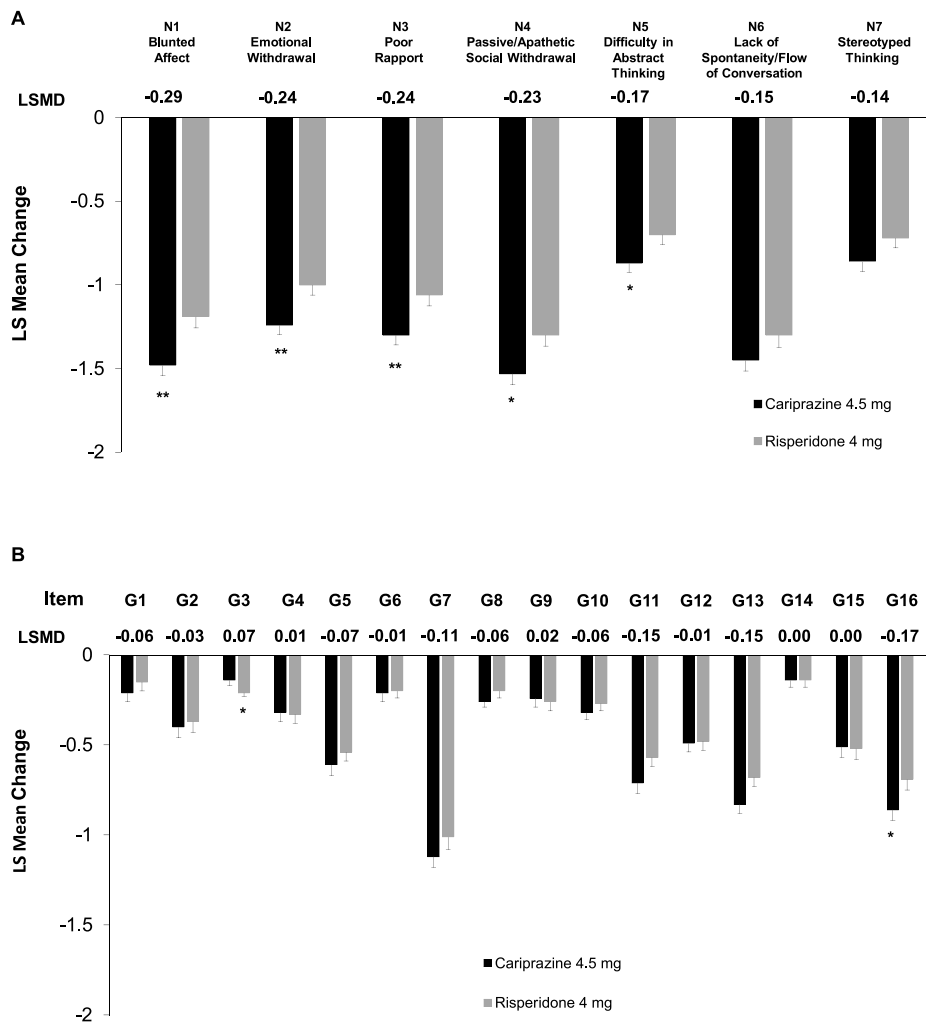 A
N1 N2 N3 N4 N5 N6 N7
Blunted Emotional Poor Passive/Apathetic Difficulty in Lack of Stereotyped
Affect Withdrawal Rapport Social Withdrawal Abstract Spontaneity/Flow Thinking
Thinking of Conversation
LSMD -0.29 -0.24 -0.24 -0.23 -0.17 -0.15 -0.14
0
-0.5
-1
-1.5
-2
LS Mean Change
** ** ** * *
Cariprazine 4.5 mg
Risperidone 4 mg
B
Item G1 G2 G3 G4 G5 G6 G7 G8 G9 G10 G11 G12 G13 G14 G15 G16
LSMD -0.06 -0.03 0.07 0.01 -0.07 -0.01 -0.11 -0.06 0.02 -0.06 -0.15 -0.01 -0.15 0.00 0.00 -0.17
0
-0.5
-1
-1.5
-2
LS Mean Change
* *
Cariprazine 4.5 mg
Risperidone 4 mg